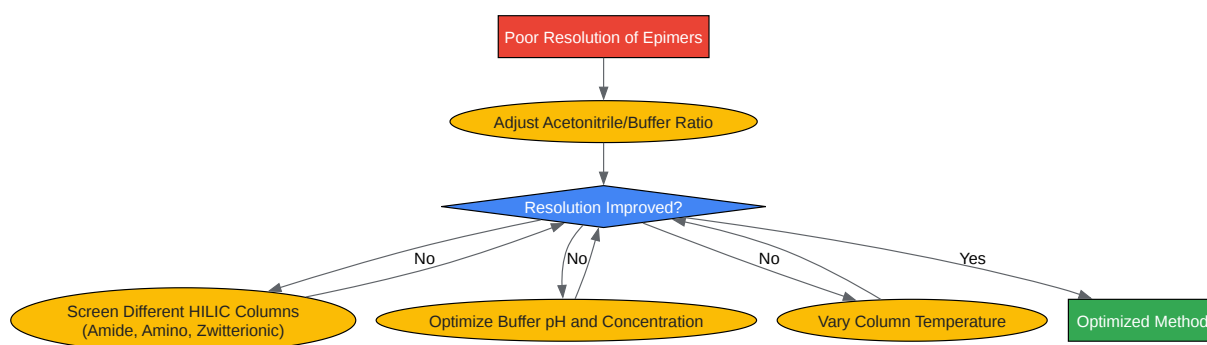 Poor Resolution of Epimers
Adjust Acetonitrile/Buffer Ratio
Resolution Improved?
No
No
No
Yes
Screen Different HILIC Columns
(Amide, Amino, Zwitterionic)
Optimize Buffer pH and Concentration
Vary Column Temperature
Optimized Method